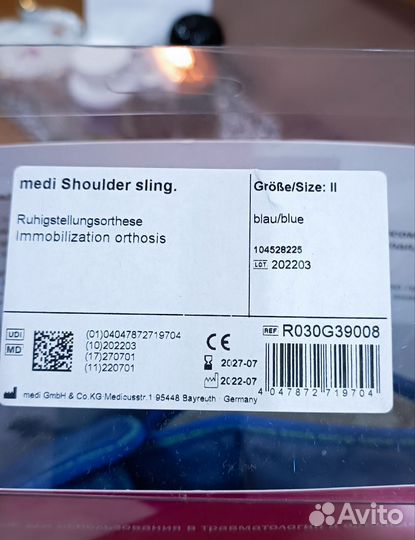 medi Shoulder sling.
Größe/Size: II
Ruhigstellungsorthese
Immobilization orthosis
blau/blue
104528225
LOT 202203
UDI
MD
(01)04047872719704
(10)202203
(17)270701
(11)220701
CE
2027-07
2022-07
REF R030G39008
4 047872 719704
medi GmbH & Co.KG Medicusstr.1 95448 Bayreuth · Germany
использования в травматологии и
Avito